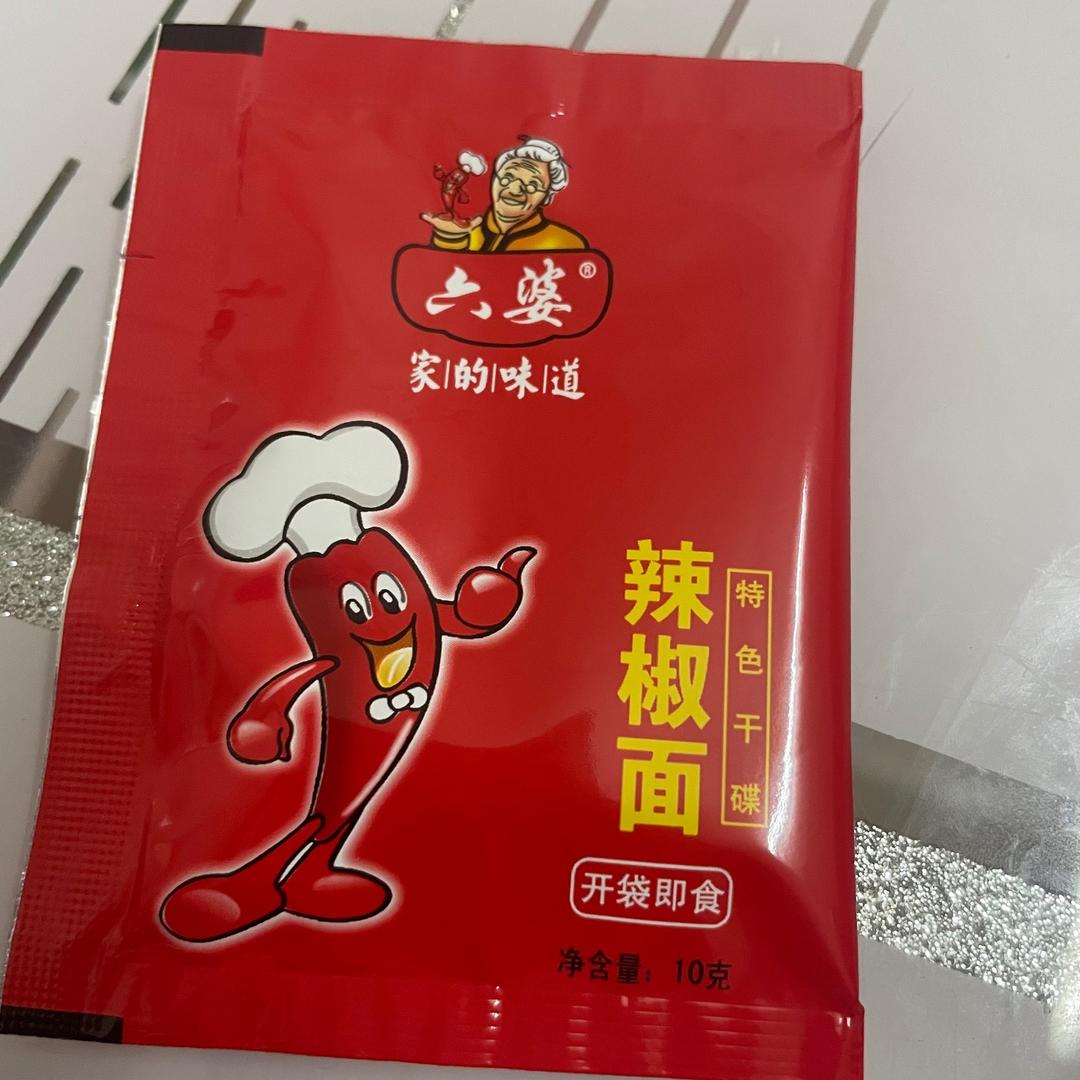 六婆®
家|的|味|道
辣椒面
特色干碟
开袋即食
净含量：10克